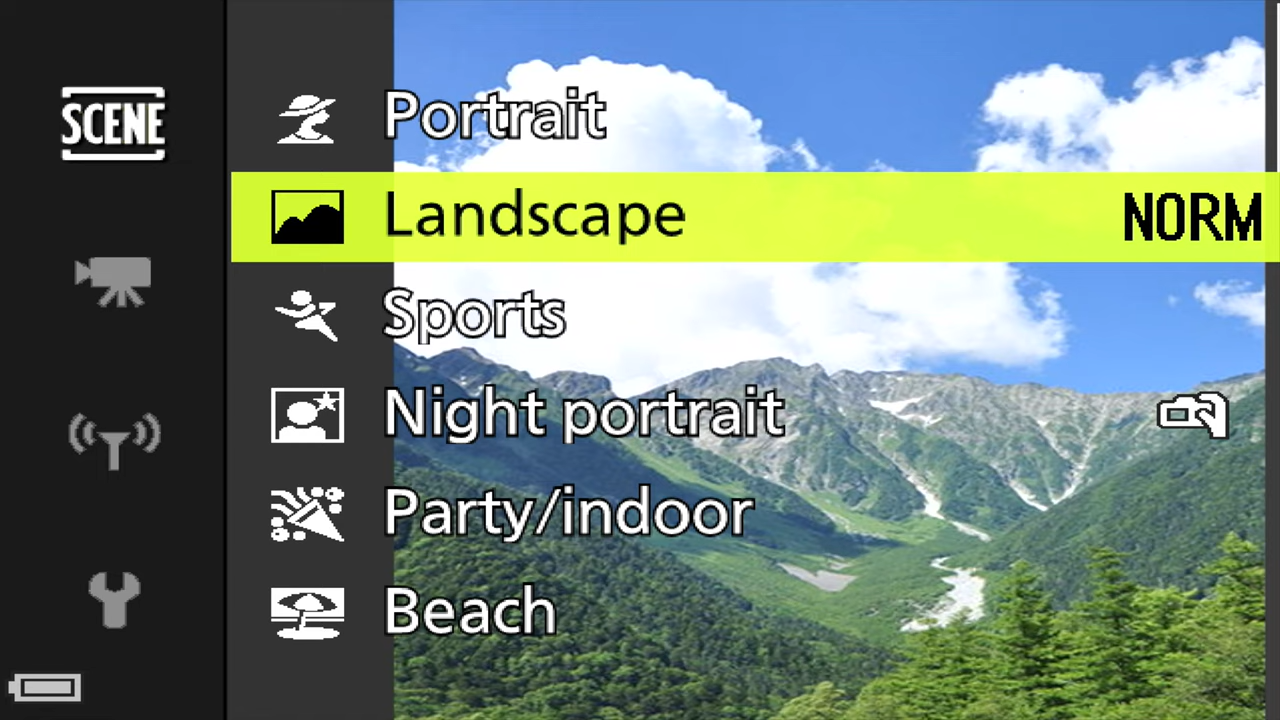 SCENE
Portrait
Landscape NORM
Sports
Night portrait
Party/indoor
Beach